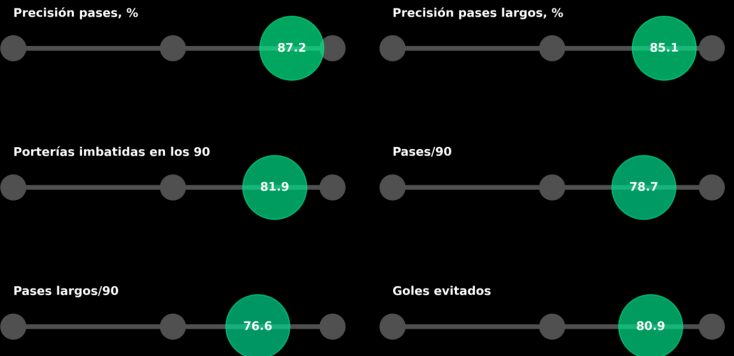 Precisión pases, %
87.2
Precisión pases largos, %
85.1
Porterías imbatidas en los 90
81.9
Pases/90
78.7
Pases largos/90
76.6
Goles evitados
80.9